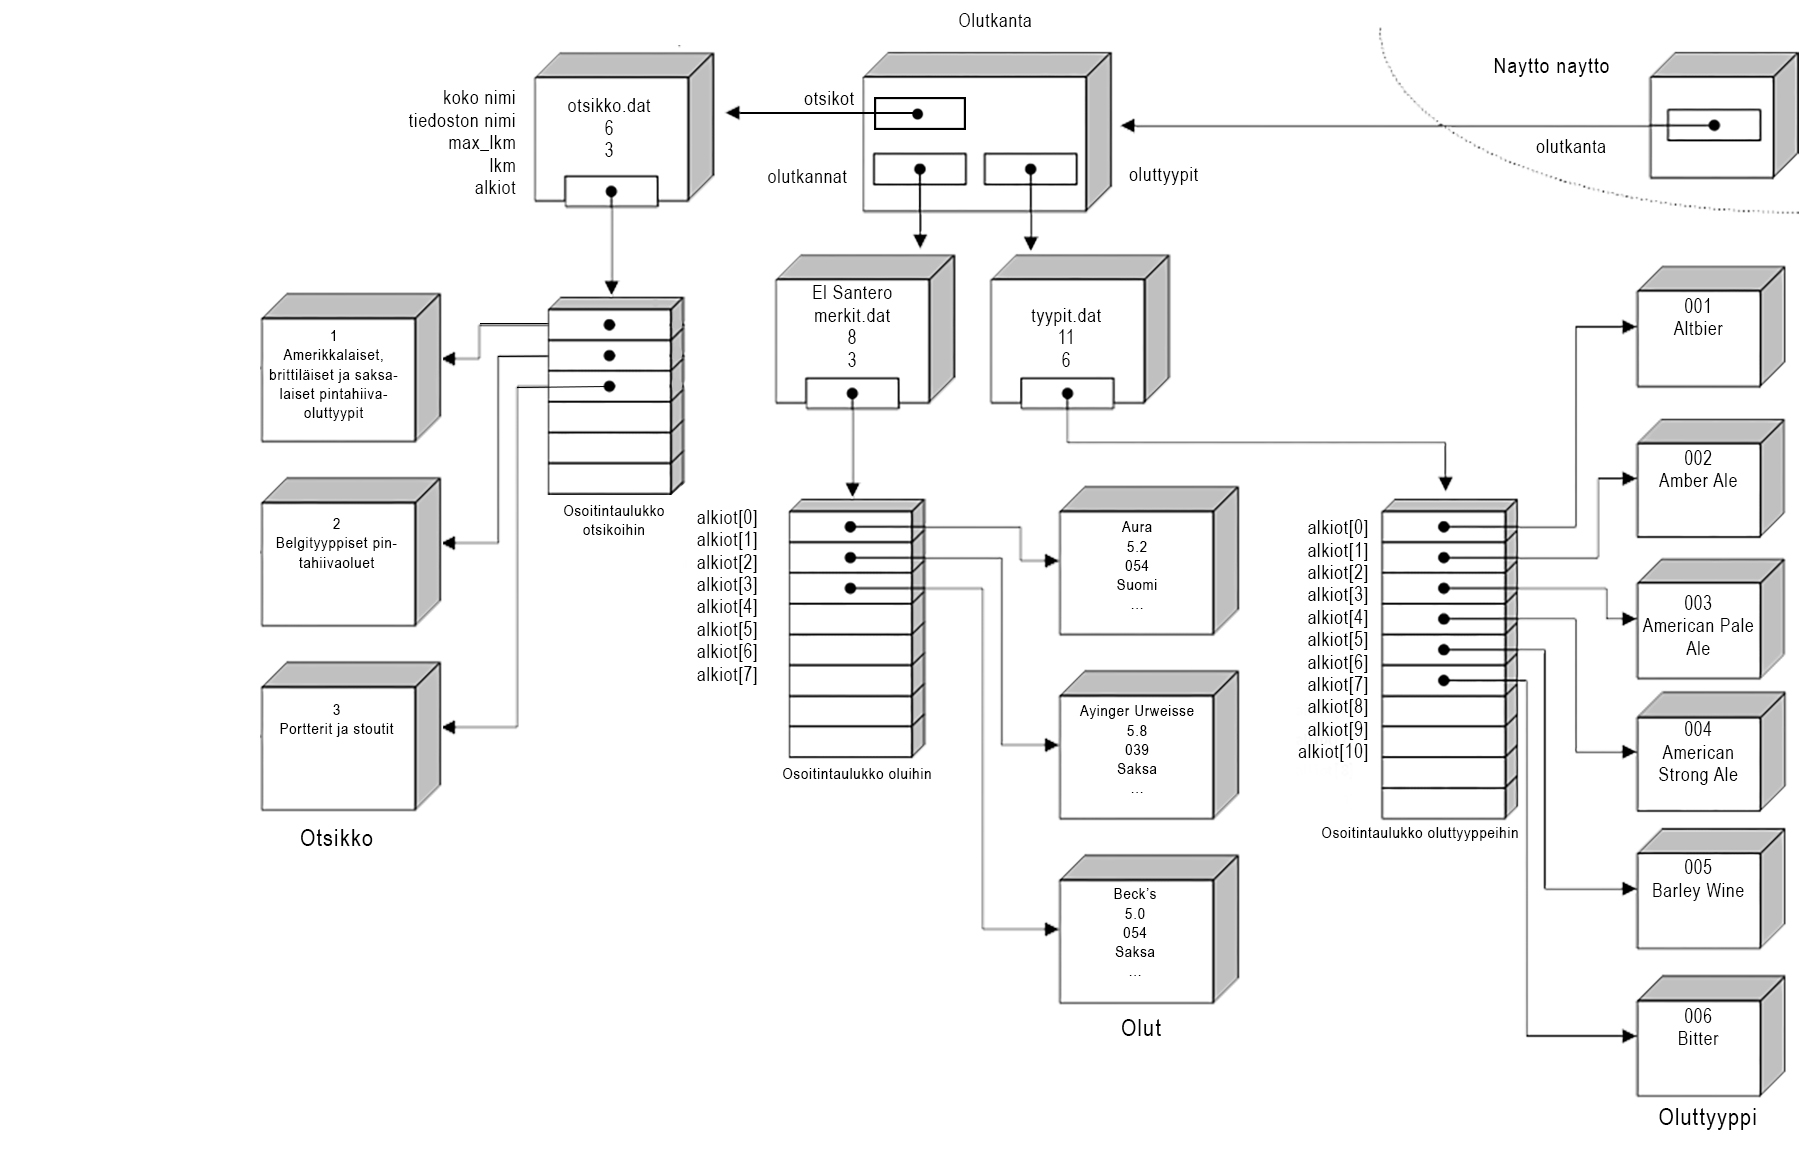 Olutkanta
Naytto naytto
olutkanta
otsikot
olutkannat
oluttyypit
koko nimi
tiedoston nimi
max_lkm
lkm
alkiot
otsikko.dat
6
3
El Santero
merkit.dat
8
3
tyypit.dat
11
6
1
Amerikkalaiset,
brittiläiset ja saksa-
laiset pintahiiva-
oluttyypit
2
Belgityyppiset pin-
tahiivaoluet
3
Portterit ja stoutit
Otsikko
Osoitintaulukko
otsikoihin
alkiot[0]
alkiot[1]
alkiot[2]
alkiot[3]
alkiot[4]
alkiot[5]
alkiot[6]
alkiot[7]
Osoitintaulukko oluihin
Aura
5.2
054
Suomi
...
Ayinger Urweisse
5.8
039
Saksa
...
Beck's
5.0
054
Saksa
...
Olut
alkiot[0]
alkiot[1]
alkiot[2]
alkiot[3]
alkiot[4]
alkiot[5]
alkiot[6]
alkiot[7]
alkiot[8]
alkiot[9]
alkiot[10]
Osoitintaulukko oluttyyppeihin
001
Altbier
002
Amber Ale
003
American Pale
Ale
004
American
Strong Ale
005
Barley Wine
006
Bitter
Oluttyyppi